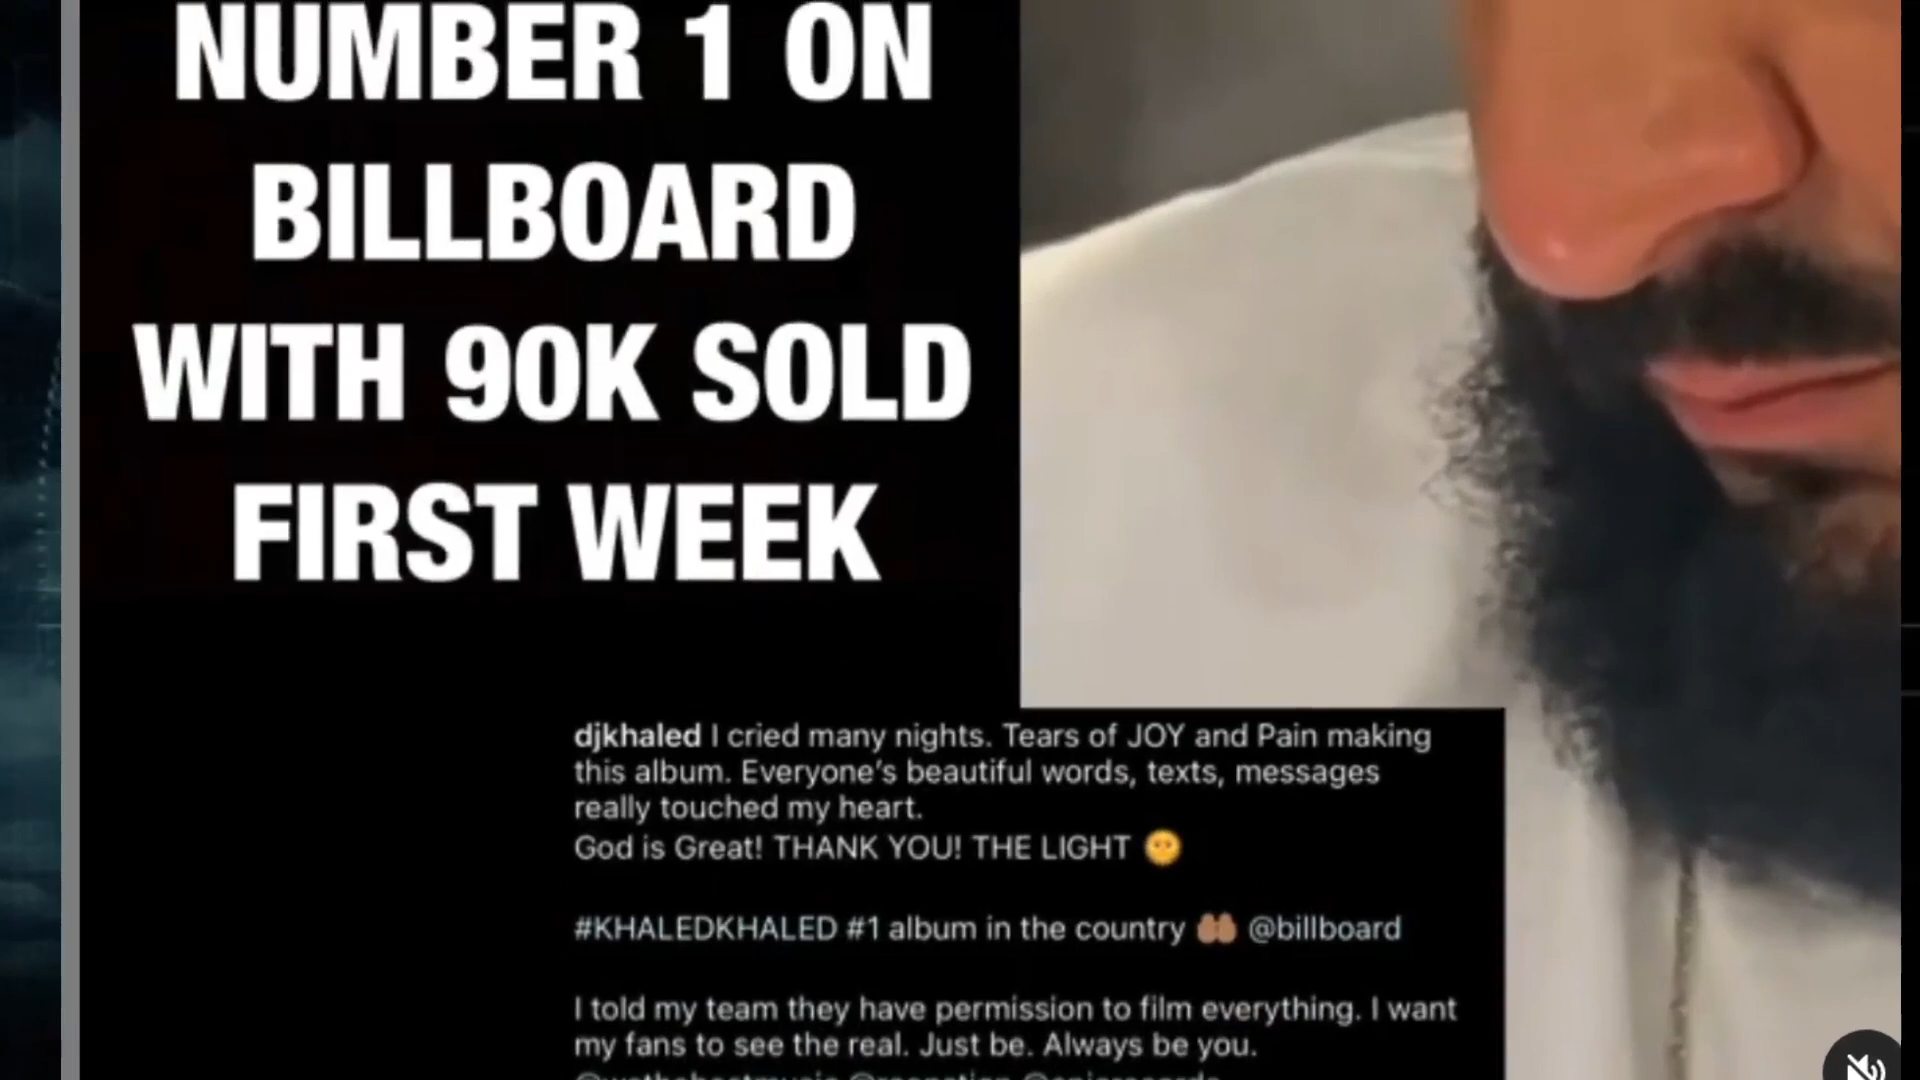 NUMBER 1 ON
BILLBOARD
WITH 90K SOLD
FIRST WEEK
djkhaled I cried many nights. Tears of JOY and Pain making
this album. Everyone's beautiful words, texts, messages
really touched my heart.
God is Great! THANK YOU! THE LIGHT
#KHALEDKHALED #1 album in the country 🤲🏽 @billboard
I told my team they have permission to film everything. I want
my fans to see the real. Just be. Always be you.